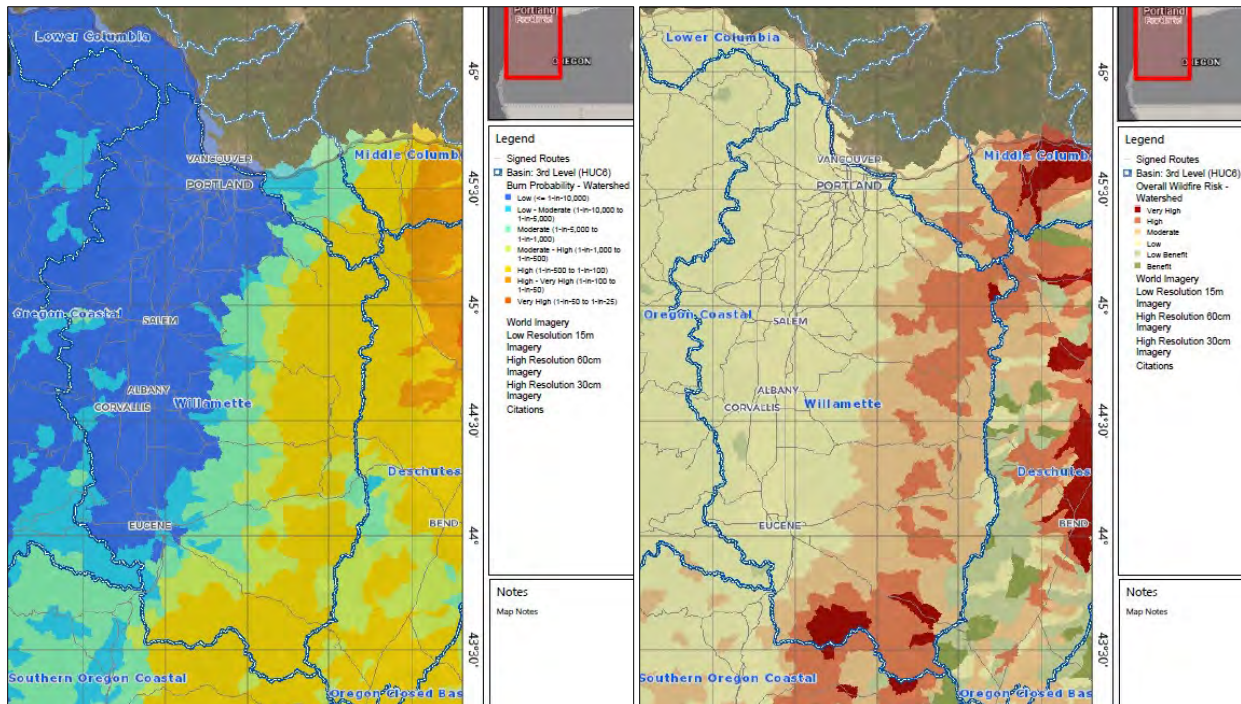 Portland
OREGON
Lower Columbia
46°
VANCOUVER
PORTLAND
Middle Columb
45°30'
45°
Oregon Coastal
SALEM
ALBANY
CORVALLIS
Willamette
44°30'
Deschutes
EUGENE
BEND
44°
43°30'
Southern Oregon Coastal
Oregon Closed Bas
Legend
Signed Routes
Basin: 3rd Level (HUC6)
Burn Probability - Watershed
Low (<= 1-in-10,000)
Low - Moderate (1-in-10,000 to
1-in-5,000)
Moderate (1-in-5,000 to
1-in-1,000)
Moderate - High (1-in-1,000 to
1-in-500)
High (1-in-500 to 1-in-100)
High - Very High (1-in-100 to
1-in-50)
Very High (1-in-50 to 1-in-25)
World Imagery
Low Resolution 15m
Imagery
High Resolution 60cm
Imagery
High Resolution 30cm
Imagery
Citations
Notes
Map Notes
Portland
OREGON
Lower Columbia
46°
VANCOUVER
PORTLAND
Middle Columb
45°30'
45°
Oregon Coastal
SALEM
ALBANY
CORVALLIS
Willamette
44°30'
Deschutes
EUGENE
BEND
44°
43°30'
Southern Oregon Coastal
Oregon Closed Bas
Legend
Signed Routes
Basin: 3rd Level (HUC6)
Overall Wildfire Risk -
Watershed
Very High
High
Moderate
Low
Low Benefit
Benefit
World Imagery
Low Resolution 15m
Imagery
High Resolution 60cm
Imagery
High Resolution 30cm
Imagery
Citations
Notes
Map Notes